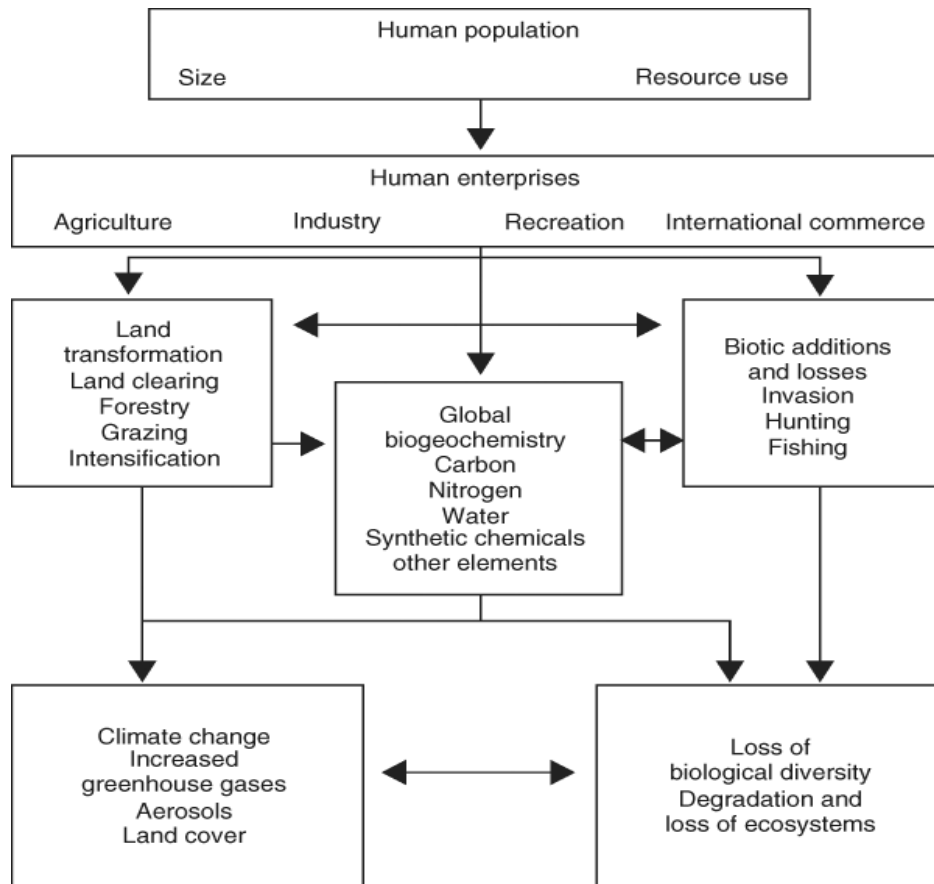 Human population
Size Resource use
Human enterprises
Agriculture Industry Recreation International commerce
Land
transformation
Land clearing
Forestry
Grazing
Intensification
Global
biogeochemistry
Carbon
Nitrogen
Water
Synthetic chemicals
other elements
Biotic additions
and losses
Invasion
Hunting
Fishing
Climate change
Increased
greenhouse gases
Aerosols
Land cover
Loss of
biological diversity
Degradation and
loss of ecosystems